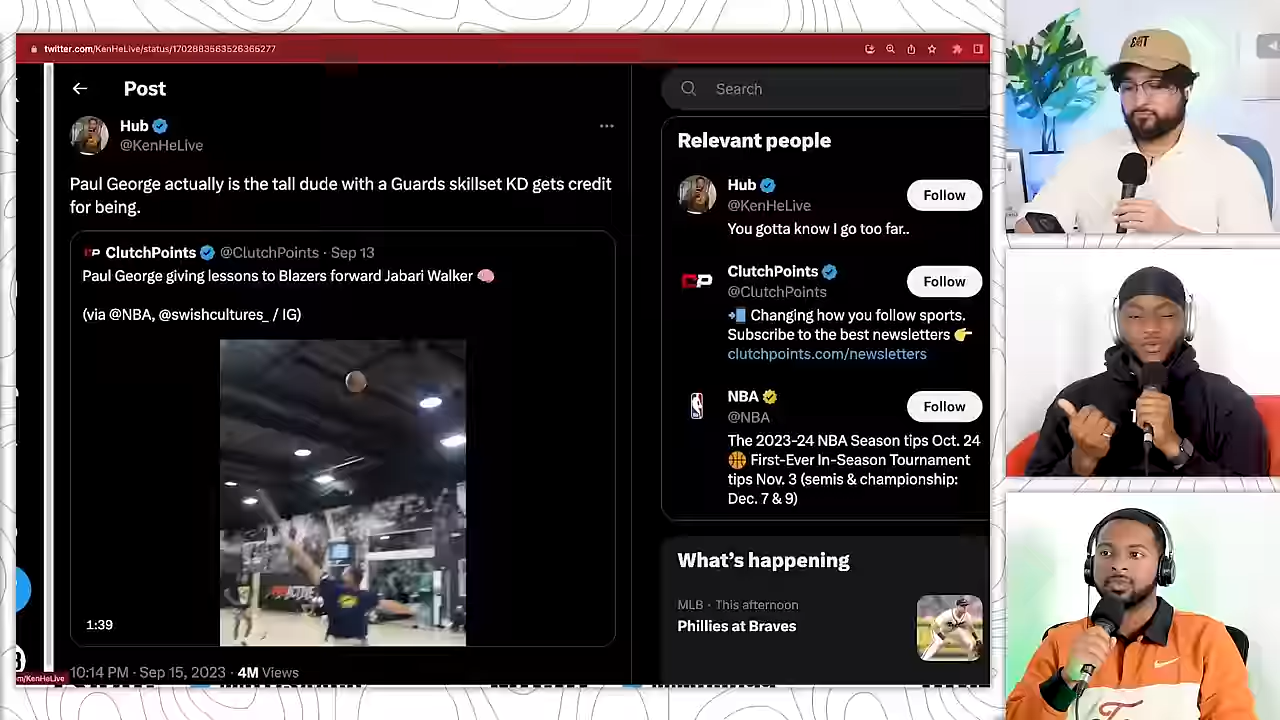 twitter.com/KenHeLive/status/1702883563526365277
Post
Hub
@KenHeLive
Paul George actually is the tall dude with a Guards skillset KD gets credit
for being.
ClutchPoints @ClutchPoints · Sep 13
Paul George giving lessons to Blazers forward Jabari Walker 🧠
(via @NBA, @swishcultures_ / IG)
1:39
10:14 PM · Sep 15, 2023 · 4M Views
m/KenHeLive
Search
Relevant people
Hub
@KenHeLive
Follow
You gotta know I go too far..
CP
ClutchPoints
@ClutchPoints
Follow
📲 Changing how you follow sports.
Subscribe to the best newsletters 👉
clutchpoints.com/newsletters
NBA
@NBA
Follow
The 2023-24 NBA Season tips Oct. 24
🏀 First-Ever In-Season Tournament
tips Nov. 3 (semis & championship:
Dec. 7 & 9)
What's happening
MLB · This afternoon
Phillies at Braves